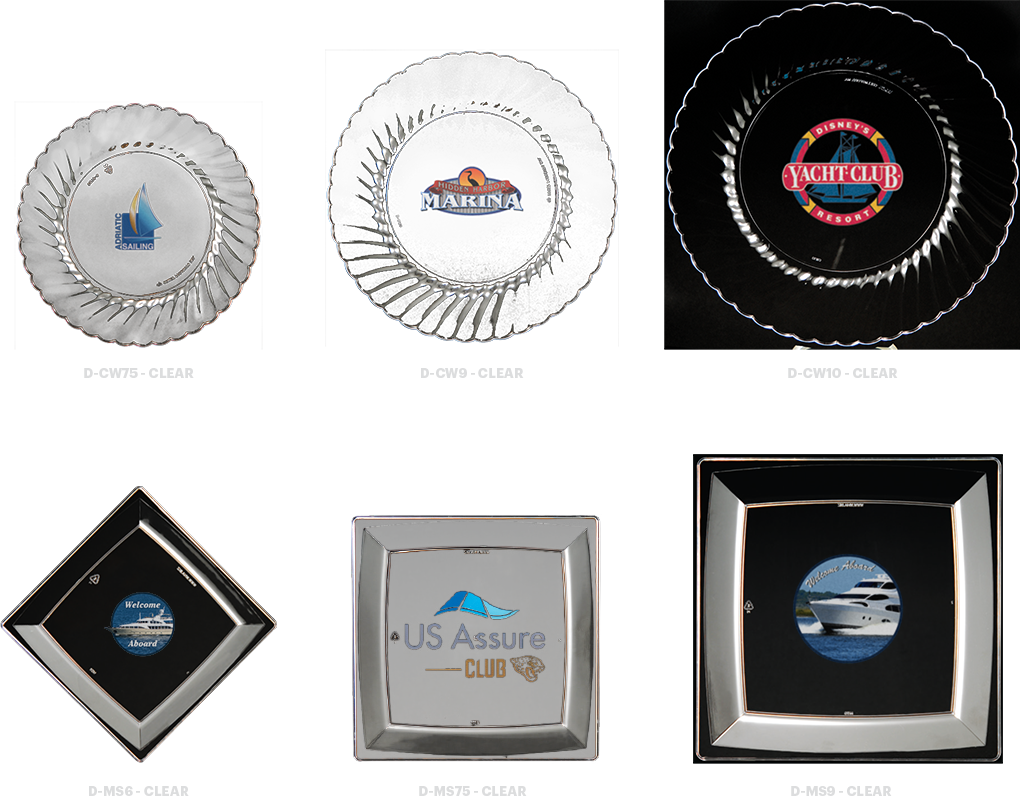 ADRIATIC
SAILING
HIDDEN HARBOR
MARINA
DISNEY'S
YACHT CLUB
RESORT
D-CW75 - CLEAR
D-CW9 - CLEAR
D-CW10 - CLEAR
Welcome
Aboard
US Assure
CLUB
Welcome Aboard
D-MS6 - CLEAR
D-MS75 - CLEAR
D-MS9 - CLEAR